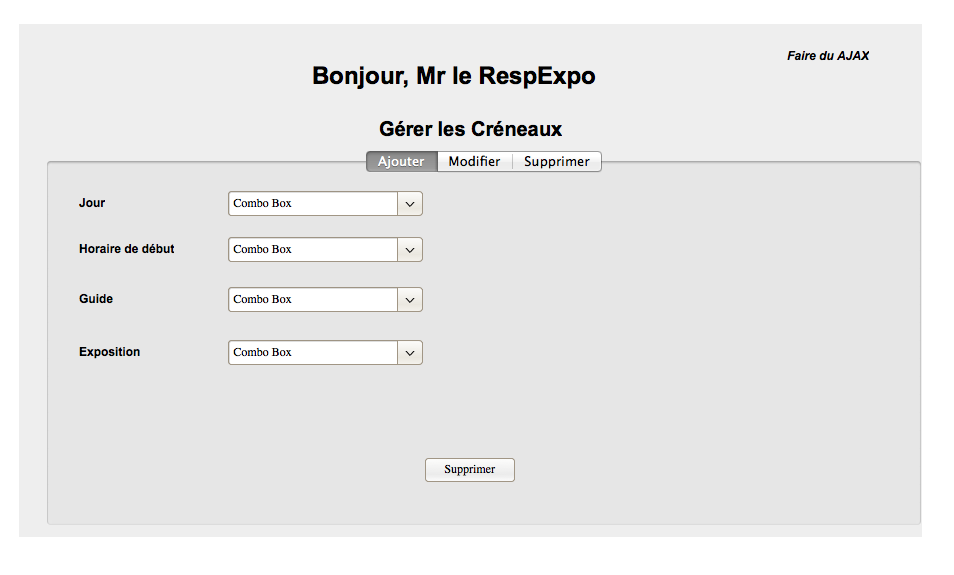 Faire du AJAX
Bonjour, Mr le RespExpo
Gérer les Créneaux
Ajouter Modifier Supprimer
Jour Combo Box
Horaire de début Combo Box
Guide Combo Box
Exposition Combo Box
Supprimer